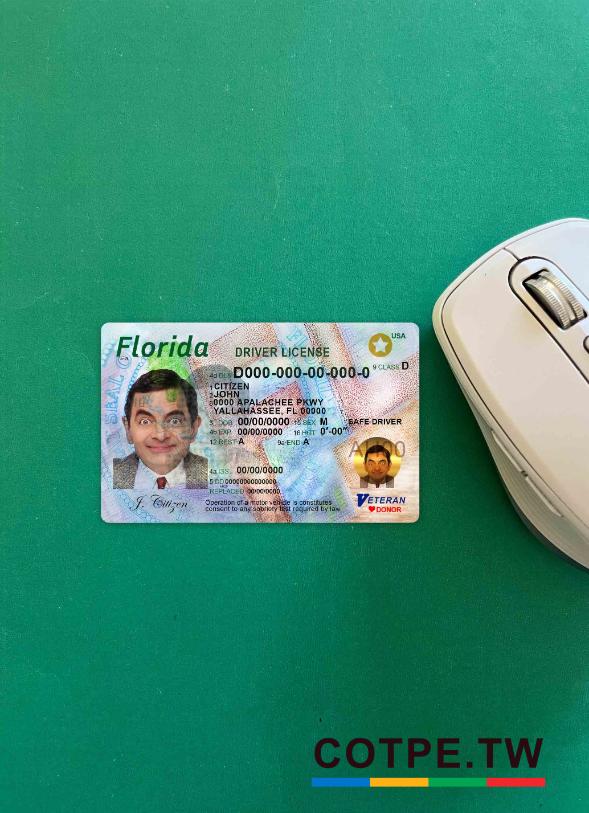 Florida DRIVER LICENSE USA
9 CLASS D
4d DLN D000-000-00-000-0
1 CITIZEN
2 JOHN
8 0000 APALACHEE PKWY
YALLAHASSEE, FL 00000
3 DOB 00/00/0000 15 SEX M SAFE DRIVER
4b EXP 00/00/0000 16 HGT 0'-00"
12 REST A 9a END A
4a ISS 00/00/0000
5 DD 0000000000000
REPLACED 00/00/0000
J. Citizen
Operation of a motor vehicle is constitutes
consent to any sobriety test required by law
VETERAN
DONOR
COTPE.TW